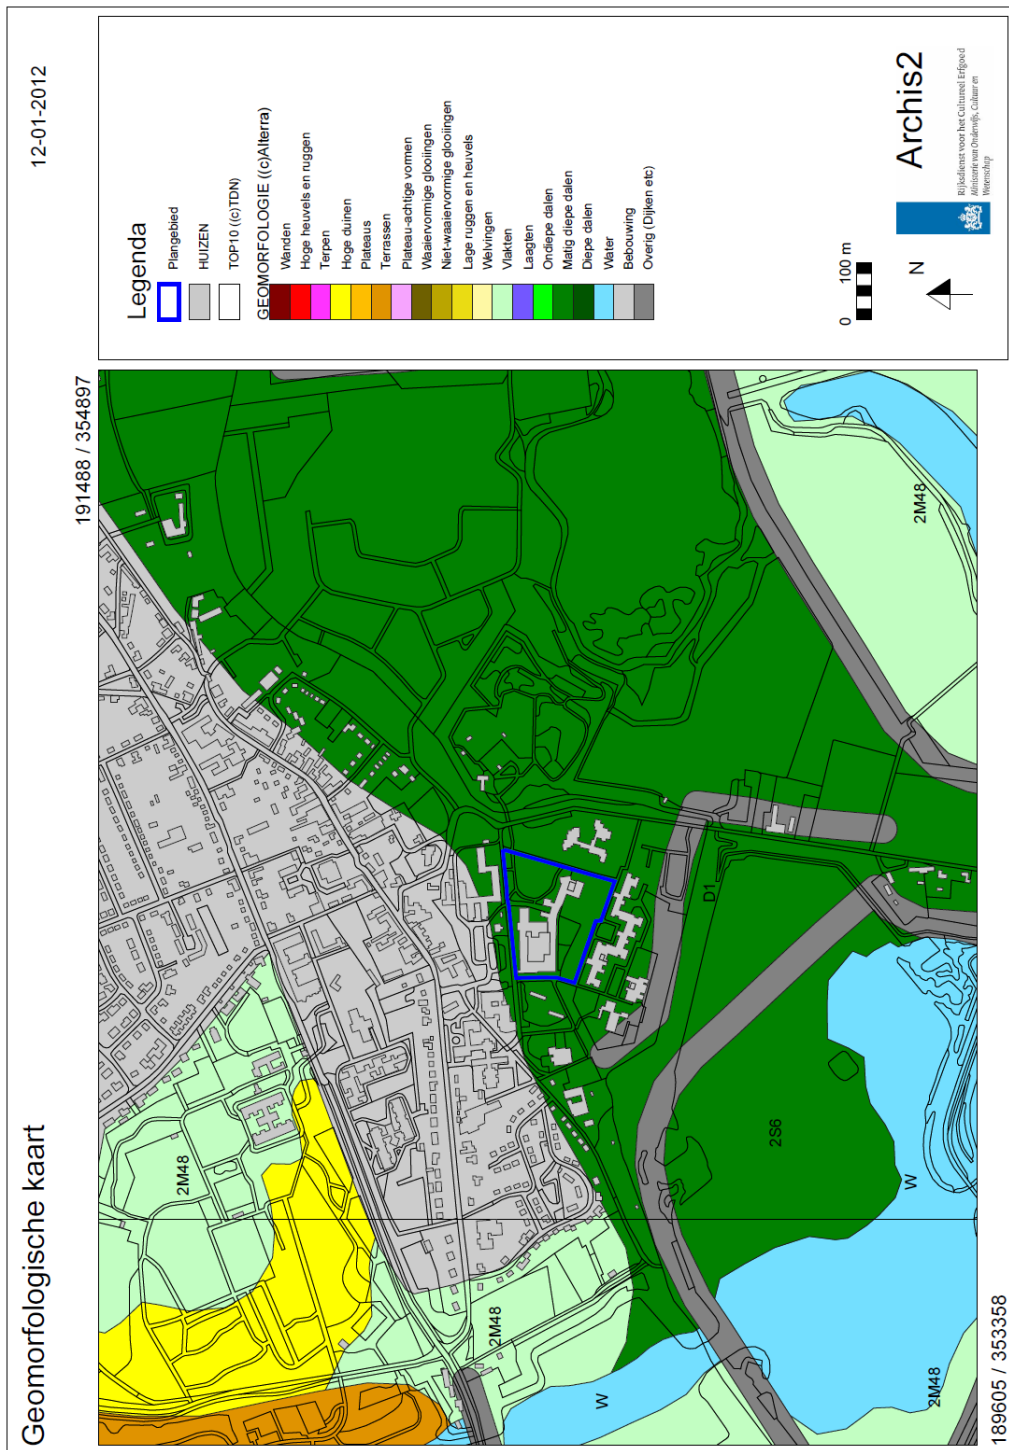 Geomorfologische kaart
12-01-2012
191488 / 354897
2M48
2M48
W
2M48
W
2S6
D1
2M48
189605 / 353358
Legenda
Plangebied
HUIZEN
TOP10 ((c)TDN)
GEOMORFOLOGIE ((c)Alterra)
Wanden
Hoge heuvels en ruggen
Terpen
Hoge duinen
Plateaus
Terrassen
Plateau-achtige vormen
Waaiervormige glooiingen
Niet-waaiervormige glooiingen
Lage ruggen en heuvels
Welvingen
Vlakten
Laagten
Ondiepe dalen
Matig diepe dalen
Diepe dalen
Water
Bebouwing
Overig (Dijken etc)
0 100 m
N
Archis2
Rijksdienst voor het Cultureel Erfgoed
Ministerie van Onderwijs, Cultuur en
Wetenschap